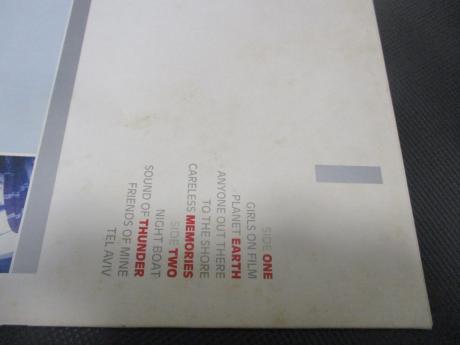 SIDE ONE
GIRLS ON FILM
PLANET EARTH
ANYONE OUT THERE
TO THE SHORE
CARELESS MEMORIES
SIDE TWO
NIGHT BOAT
SOUND OF THUNDER
FRIENDS OF MINE
TEL AVIV